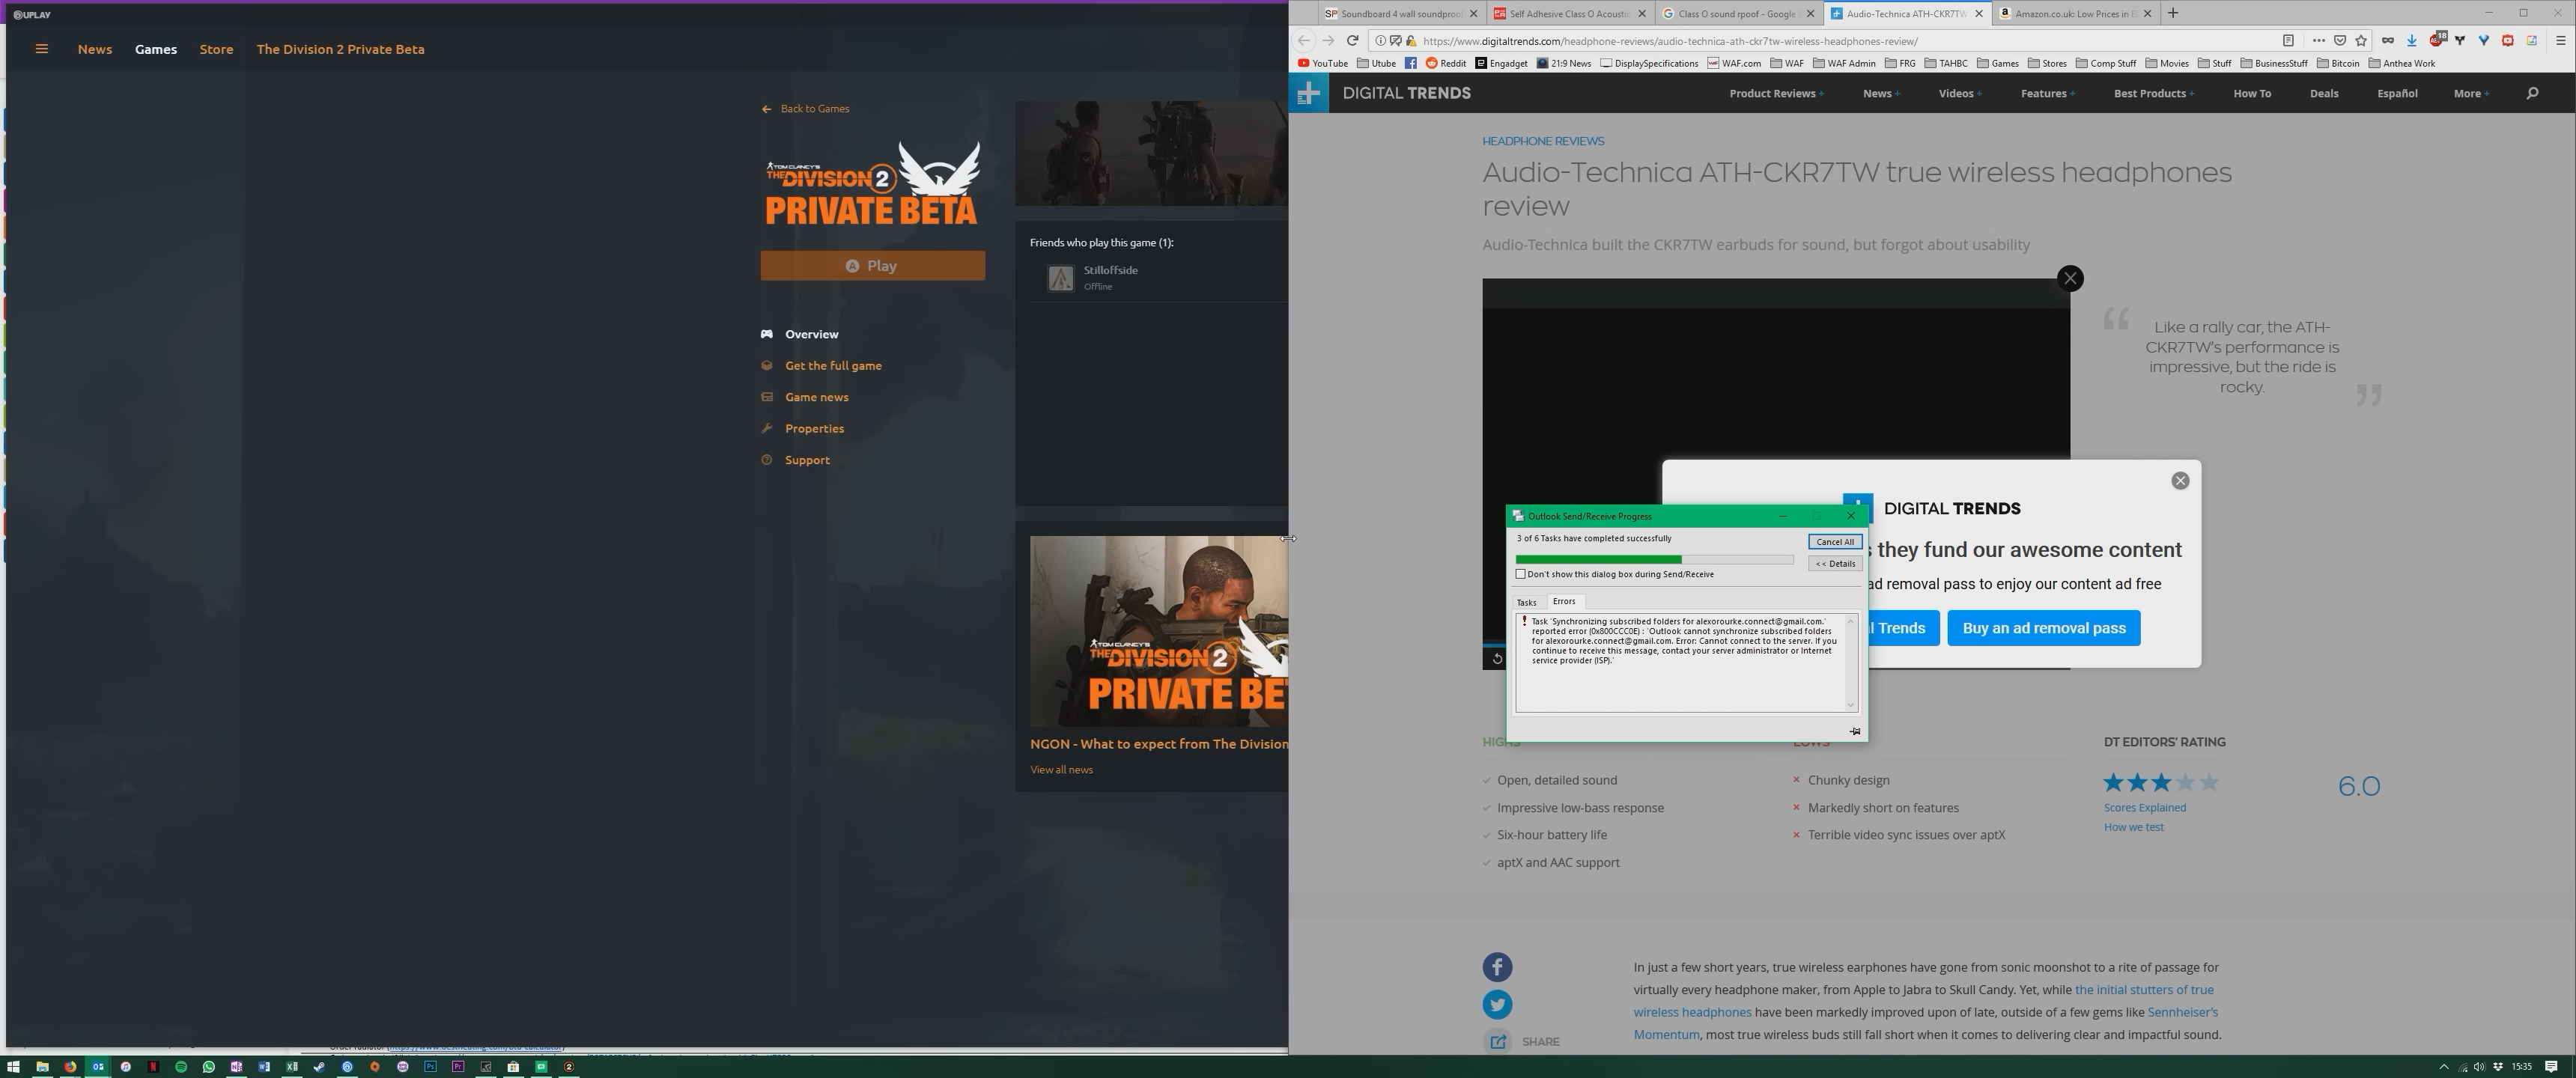 UPLAY
News Games Store The Division 2 Private Beta
Back to Games
TOM CLANCY'S
THE DIVISION 2
PRIVATE BETA
Play
Overview
Get the full game
Game news
Properties
Support
Friends who play this game (1):
Stilloffside
Offline
TOM CLANCY'S
THE DIVISION 2
PRIVATE BE
NGON - What to expect from The Division
View all news
Soundboard 4 wall soundproof
Self Adhesive Class O Acoustic
Class O sound rpoof - Google
Audio-Technica ATH-CKR7TW
Amazon.co.uk: Low Prices in E
https://www.digitaltrends.com/headphone-reviews/audio-technica-ath-ckr7tw-wireless-headphones-review/
18
YouTube Utube Reddit Engadget 21:9 News DisplaySpecifications WAF.com WAF WAF Admin FRG TAHBC Games Stores Comp Stuff Movies Stuff BusinessStuff Bitcoin Anthea Work
DIGITAL TRENDS
Product Reviews + News + Videos + Features + Best Products + How To Deals Español More +
HEADPHONE REVIEWS
Audio-Technica ATH-CKR7TW true wireless headphones
review
Audio-Technica built the CKR7TW earbuds for sound, but forgot about usability
“ Like a rally car, the ATH-
CKR7TW's performance is
impressive, but the ride is
rocky. ”
DIGITAL TRENDS
s they fund our awesome content
ad removal pass to enjoy our content ad free
l Trends
Buy an ad removal pass
Outlook Send/Receive Progress
3 of 6 Tasks have completed successfully
Cancel All
<< Details
Don't show this dialog box during Send/Receive
Tasks Errors
Task 'Synchronizing subscribed folders for alexorourke.connect@gmail.com.'
reported error (0x800CCC0E) : 'Outlook cannot synchronize subscribed folders
for alexorourke.connect@gmail.com. Error: Cannot connect to the server. If you
continue to receive this message, contact your server administrator or Internet
service provider (ISP).'
HIGHS
Open, detailed sound
Impressive low-bass response
Six-hour battery life
aptX and AAC support
LOWS
Chunky design
Markedly short on features
Terrible video sync issues over aptX
DT EDITORS' RATING
6.0
Scores Explained
How we test
SHARE
In just a few short years, true wireless earphones have gone from sonic moonshot to a rite of passage for
virtually every headphone maker, from Apple to Jabra to Skull Candy. Yet, while the initial stutters of true
wireless headphones have been markedly improved upon of late, outside of a few gems like Sennheiser's
Momentum, most true wireless buds still fall short when it comes to delivering clear and impactful sound.
15:35